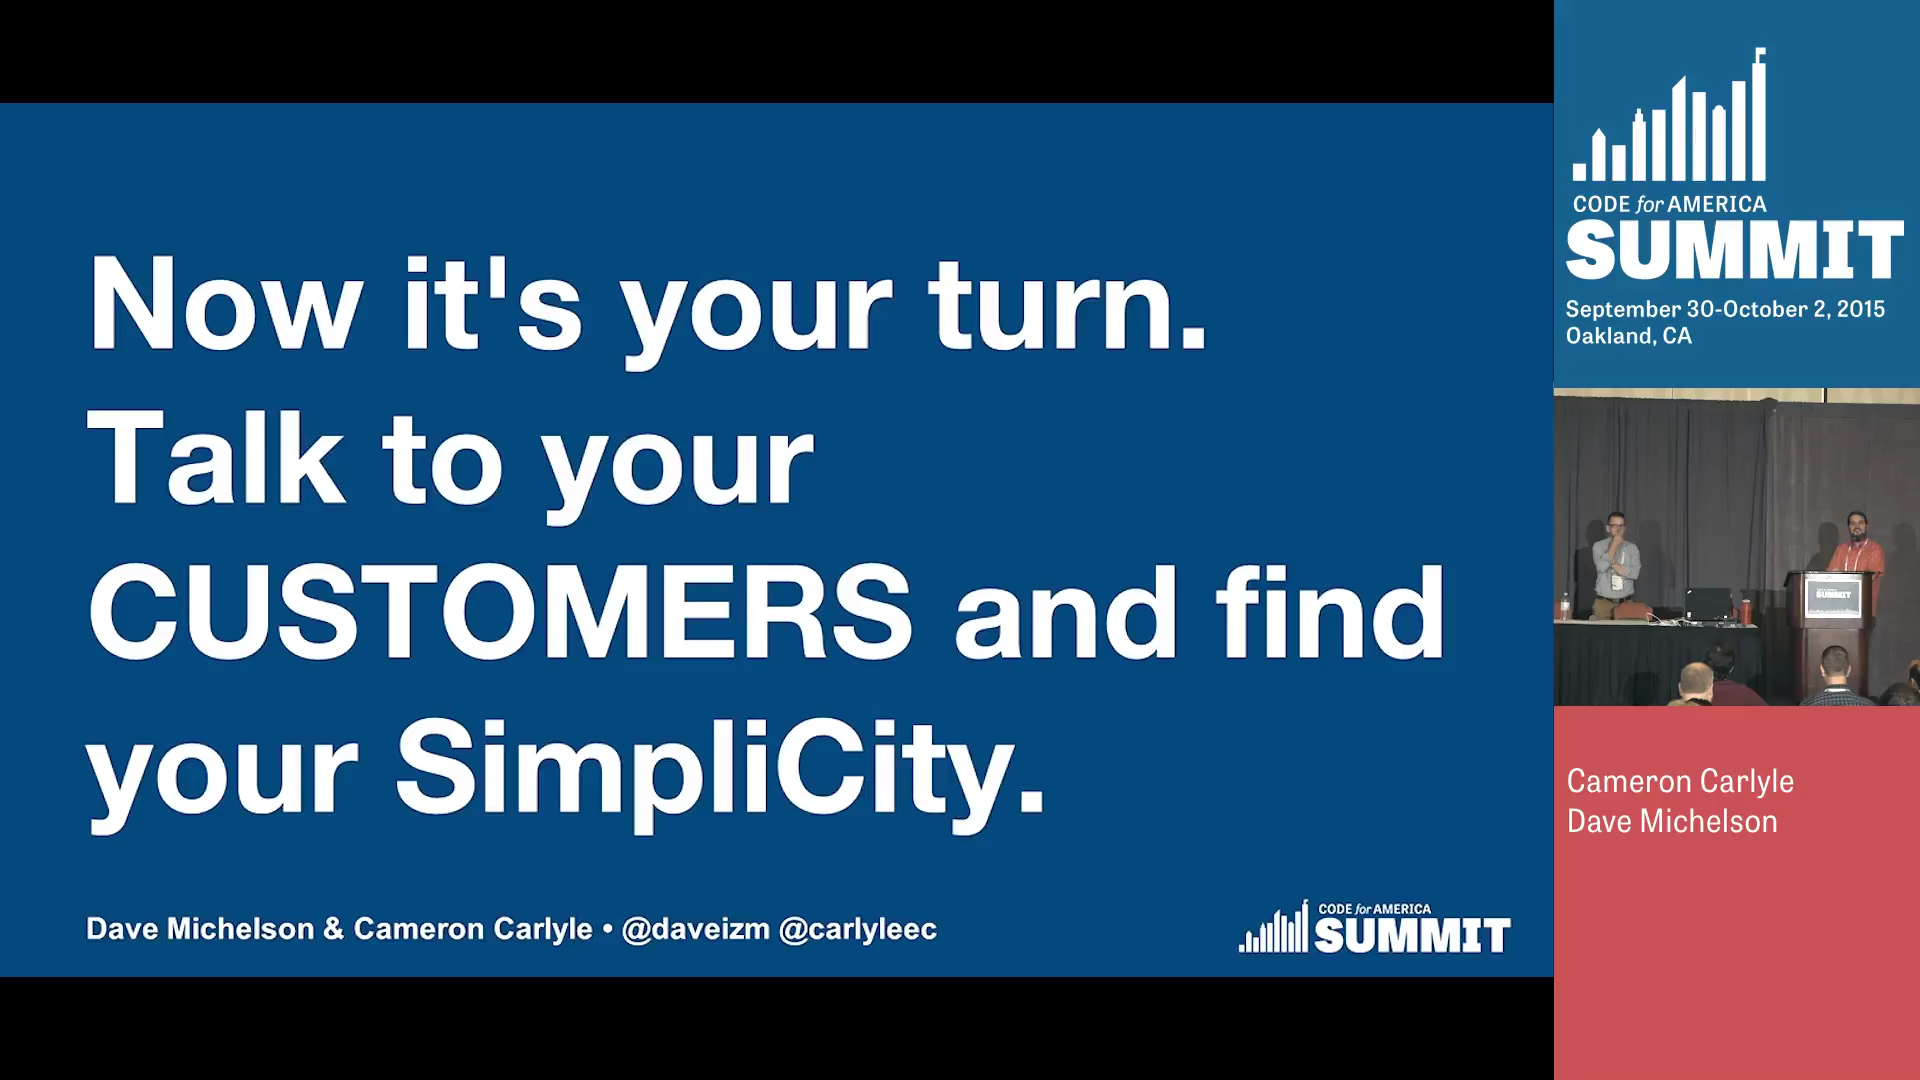 Now it's your turn.
Talk to your
CUSTOMERS and find
your SimpliCity.
Dave Michelson & Cameron Carlyle • @daveizm @carlyleec
CODE for AMERICA
SUMMIT
CODE for AMERICA
SUMMIT
September 30-October 2, 2015
Oakland, CA
SUMMIT
Cameron Carlyle
Dave Michelson